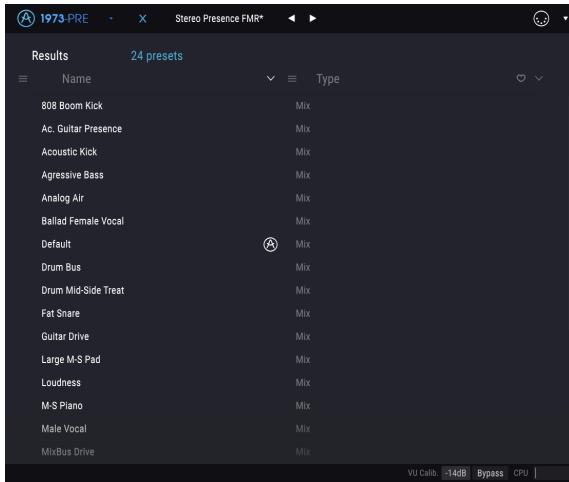 1973-PRE Stereo Presence FMR*
Results 24 presets
Name Type
808 Boom Kick Mix
Ac. Guitar Presence Mix
Acoustic Kick Mix
Agressive Bass Mix
Analog Air Mix
Ballad Female Vocal Mix
Default Mix
Drum Bus Mix
Drum Mid-Side Treat Mix
Fat Snare Mix
Guitar Drive Mix
Large M-S Pad Mix
Loudness Mix
M-S Piano Mix
Male Vocal Mix
MixBus Drive Mix
VU Calib. -14dB Bypass CPU